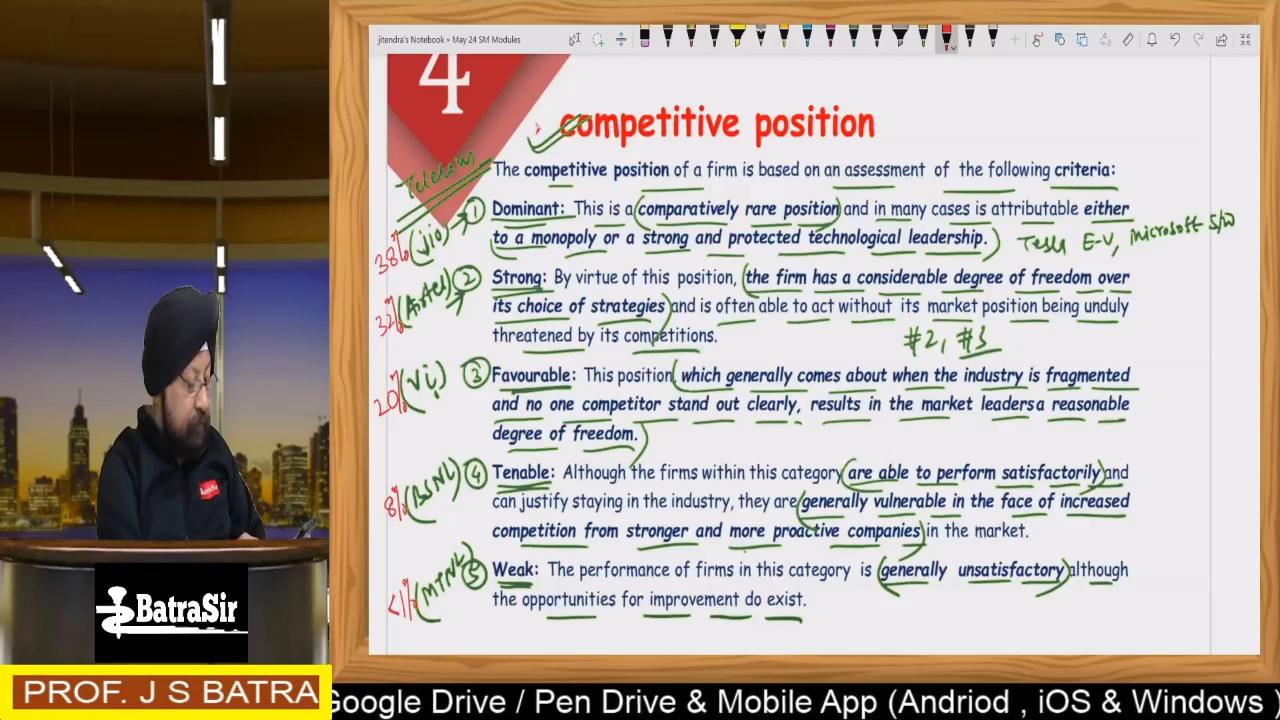 jitendra's Notebook » May 24 SM Modules
4
competitive position
Telecom
The competitive position of a firm is based on an assessment of the following criteria:
38% (Jio) → ① Dominant: This is a (comparatively rare position) and in many cases is attributable either
to a monopoly or a strong and protected technological leadership.) Tesla E-V, Microsoft S/W
32% (Airtel) → ② Strong: By virtue of this position, (the firm has a considerable degree of freedom over
its choice of strategies) and is often able to act without its market position being unduly
threatened by its competitions. #2, #3
20% (Vi) ③ Favourable: This position, (which generally comes about when the industry is fragmented
and no one competitor stand out clearly, results in the market leaders a reasonable
degree of freedom.)
8% (BSNL) ④ Tenable: Although the firms within this category (are able to perform satisfactorily) and
can justify staying in the industry, they are (generally vulnerable in the face of increased
competition from stronger and more proactive companies) in the market.
<1% (MTNL) ⑤ Weak: The performance of firms in this category is (generally unsatisfactory) although
the opportunities for improvement do exist.
BatraSir
BatraSir
PROF. J S BATRA
Google Drive / Pen Drive & Mobile App (Andriod , iOS & Windows )